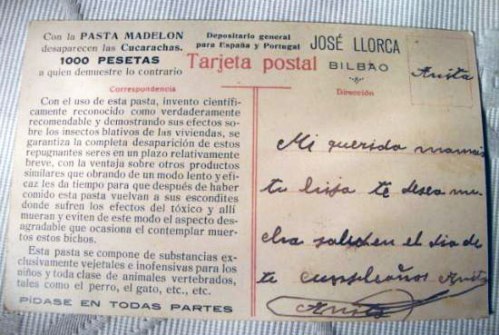 Con la PASTA MADELON
desaparecen las Cucarachas.
1000 PESETAS
a quien demuestre lo contrario
Depositario general
para España y Portugal
JOSÉ LLORCA
BILBAO
Tarjeta postal
Anita
Correspondencia
Dirección
Con el uso de esta pasta, invento científi-
camente reconocido como verdaderamente
recomendable y demostrando sus efectos so-
bre los insectos blativos de las viviendas, se
garantiza la completa desaparición de estos
repugnantes seres en un plazo relativamente
breve, con la ventaja sobre otros productos
similares que obrando de un modo lento y efi-
caz les da tiempo para que después de haber
comido esta pasta vuelvan a sus escondites
donde sufren los efectos del tóxico y allí
mueran y eviten de este modo el aspecto des-
agradable que ocasiona el contemplar muer-
tos estos bichos.
Esta pasta se compone de substancias ex-
clusivamente vejetales e inofensivas para los
niños y toda clase de animales vertebrados,
tales como el perro, el gato, etc., etc.
PÍDASE EN TODAS PARTES
Mi querida mama
tu hija te desea mu
cha salud en el dia de
tu cumpleaños Anita
Anita